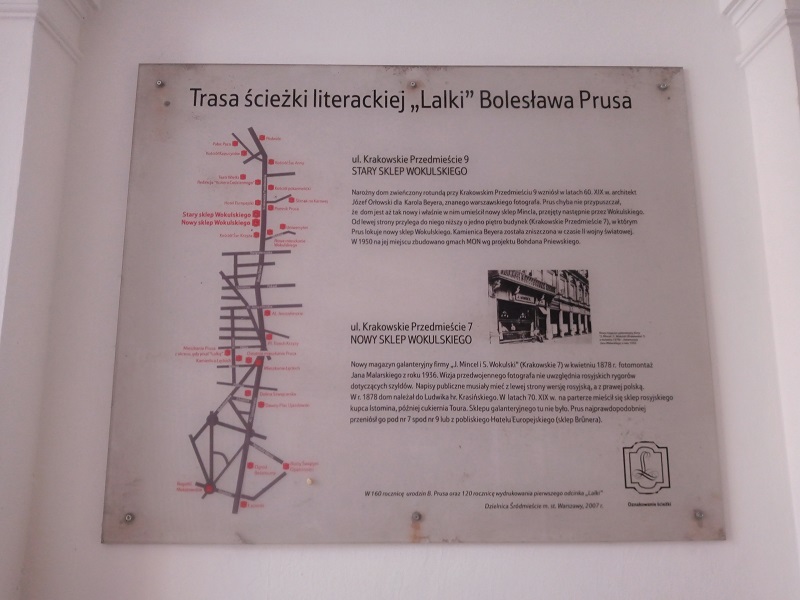 Trasa ścieżki literackiej „Lalki” Bolesława Prusa
Stary sklep Wokulskiego
Nowy sklep Wokulskiego
ul. Krakowskie Przedmieście 9
STARY SKLEP WOKULSKIEGO
Narożny dom zwieńczony rotundą przy Krakowskim Przedmieściu 9 wzniósł w latach 60. XIX w. architekt
Józef Orłowski dla Karola Beyera, znanego warszawskiego fotografa. Prus chyba nie przypuszczał,
że dom jest aż tak nowy i właśnie w nim umieścił nowy sklep Mincla, przejęty następnie przez Wokulskiego.
Od lewej strony przylega do niego niższy o jedno piętro budynek (Krakowskie Przedmieście 7), w którym
Prus lokuje nowy sklep Wokulskiego. Kamienica Beyera została zniszczona w czasie II wojny światowej.
W 1950 na jej miejscu zbudowano gmach MON wg projektu Bohdana Pniewskiego.
ul. Krakowskie Przedmieście 7
NOWY SKLEP WOKULSKIEGO
Nowy magazyn galanteryjny firmy „J. Mincel i S. Wokulski” (Krakowskie 7) w kwietniu 1878 r. fotomontaż
Jana Malarskiego z roku 1936. Wizja przedwojennego fotografa nie uwzględnia rosyjskich rygorów
dotyczących szyldów. Napisy publiczne musiały mieć z lewej strony wersję rosyjską, a z prawej polską.
W r. 1878 dom należał do Ludwika hr. Krasińskiego. W latach 70. XIX w. na parterze mieścił się sklep rosyjskiego
kupca Istomina, później cukiernia Toura. Sklepu galanteryjnego tu nie było. Prus najprawdopodobniej
przeniósł go pod nr 7 spod nr 9 lub z pobliskiego Hotelu Europejskiego (sklep Brünera).
W 160 rocznicę urodzin B. Prusa oraz 120 rocznicę wydrukowania pierwszego odcinka „Lalki”
Dzielnica Śródmieście m. st. Warszawy, 2007 r.
Oznakowanie ścieżki